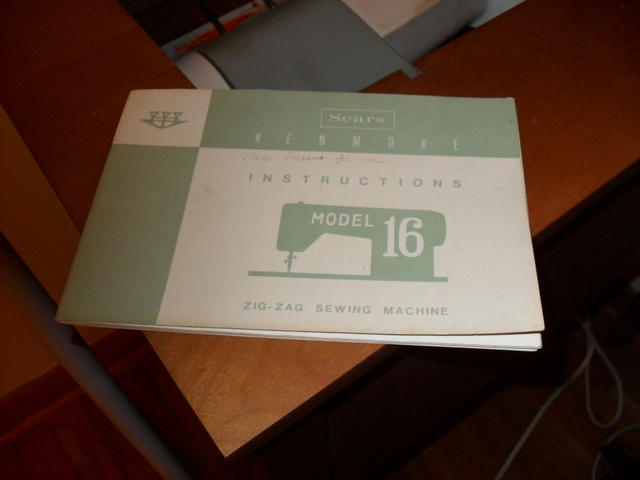 Sears
KENMORE
INSTRUCTIONS
MODEL 16
ZIG-ZAG SEWING MACHINE